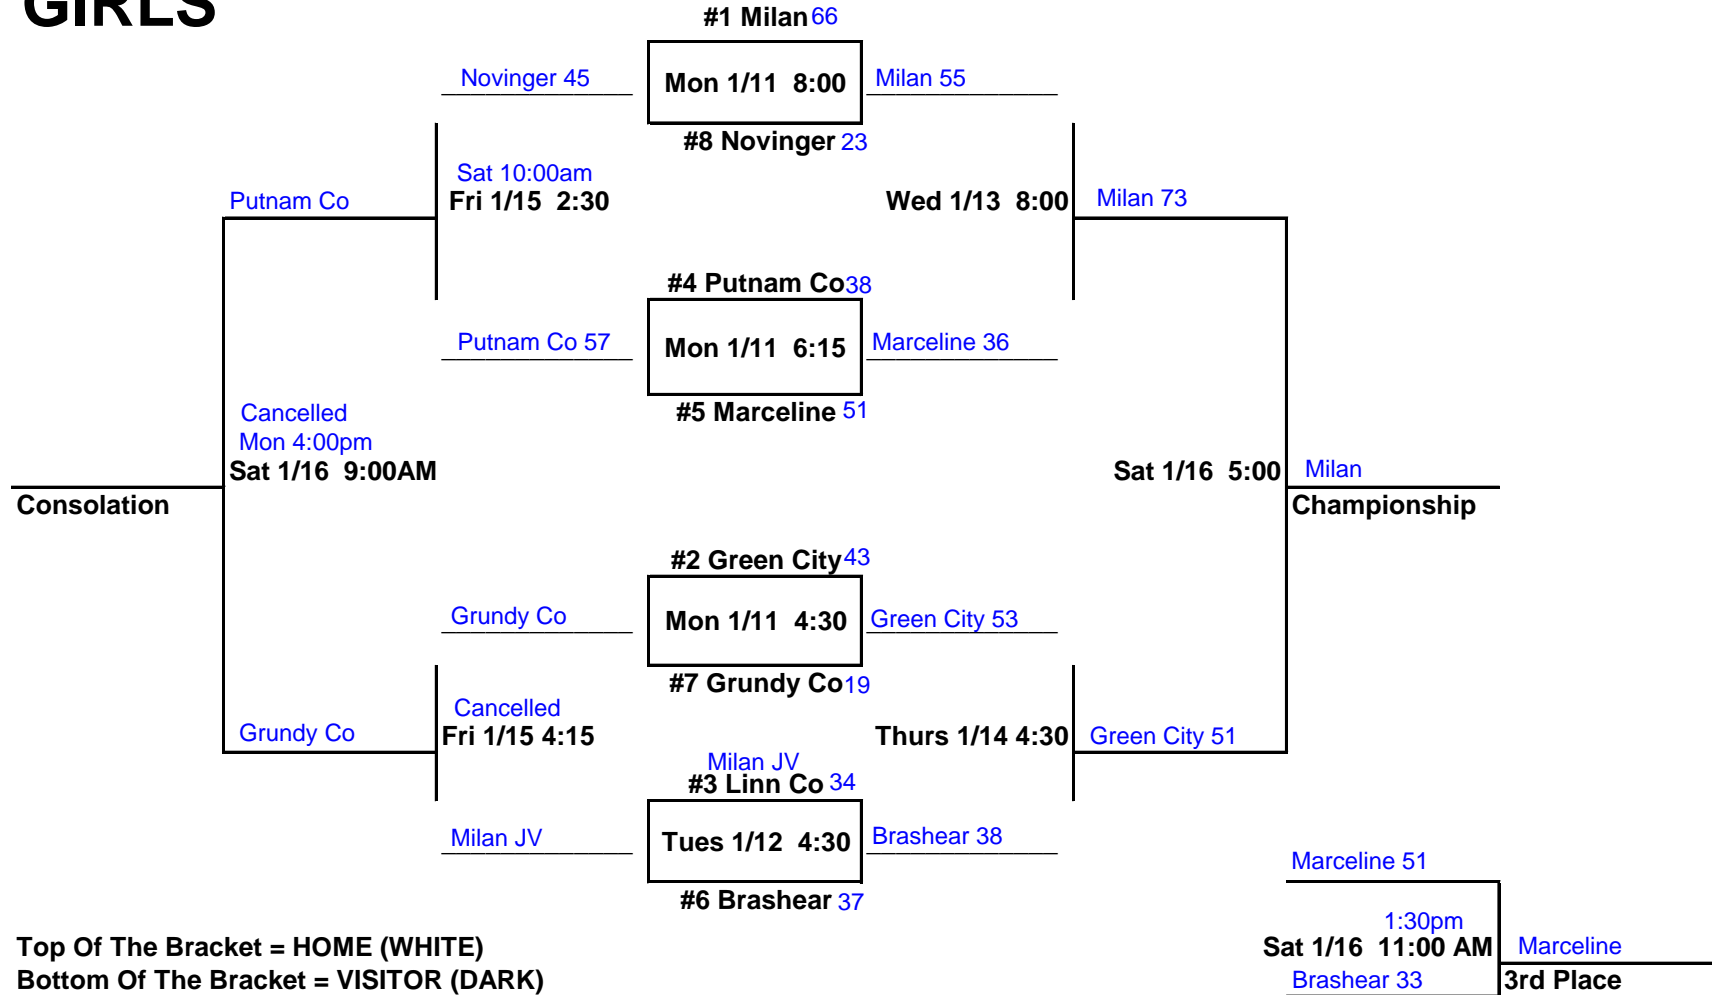 GIRLS
#1 Milan 66
Novinger 45
Mon 1/11 8:00
Milan 55
#8 Novinger 23
Sat 10:00am
Fri 1/15 2:30
Wed 1/13 8:00
Putnam Co
Milan 73
#4 Putnam Co 38
Putnam Co 57
Mon 1/11 6:15
Marceline 36
#5 Marceline 51
Cancelled
Mon 4:00pm
Sat 1/16 9:00AM
Sat 1/16 5:00
Milan
Consolation
Championship
#2 Green City 43
Grundy Co
Mon 1/11 4:30
Green City 53
#7 Grundy Co 19
Cancelled
Fri 1/15 4:15
Thurs 1/14 4:30
Grundy Co
Green City 51
Milan JV
#3 Linn Co 34
Milan JV
Tues 1/12 4:30
Brashear 38
#6 Brashear 37
Marceline 51
1:30pm
Sat 1/16 11:00 AM
Marceline
Brashear 33
3rd Place
Top Of The Bracket = HOME (WHITE)
Bottom Of The Bracket = VISITOR (DARK)